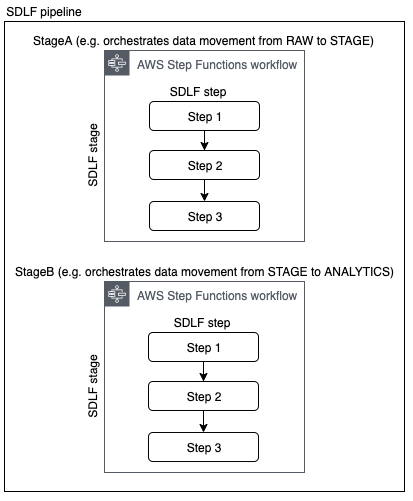 SDLF pipeline
StageA (e.g. orchestrates data movement from RAW to STAGE)
AWS Step Functions workflow
SDLF stage
SDLF step
Step 1
Step 2
Step 3
StageB (e.g. orchestrates data movement from STAGE to ANALYTICS)
AWS Step Functions workflow
SDLF stage
SDLF step
Step 1
Step 2
Step 3